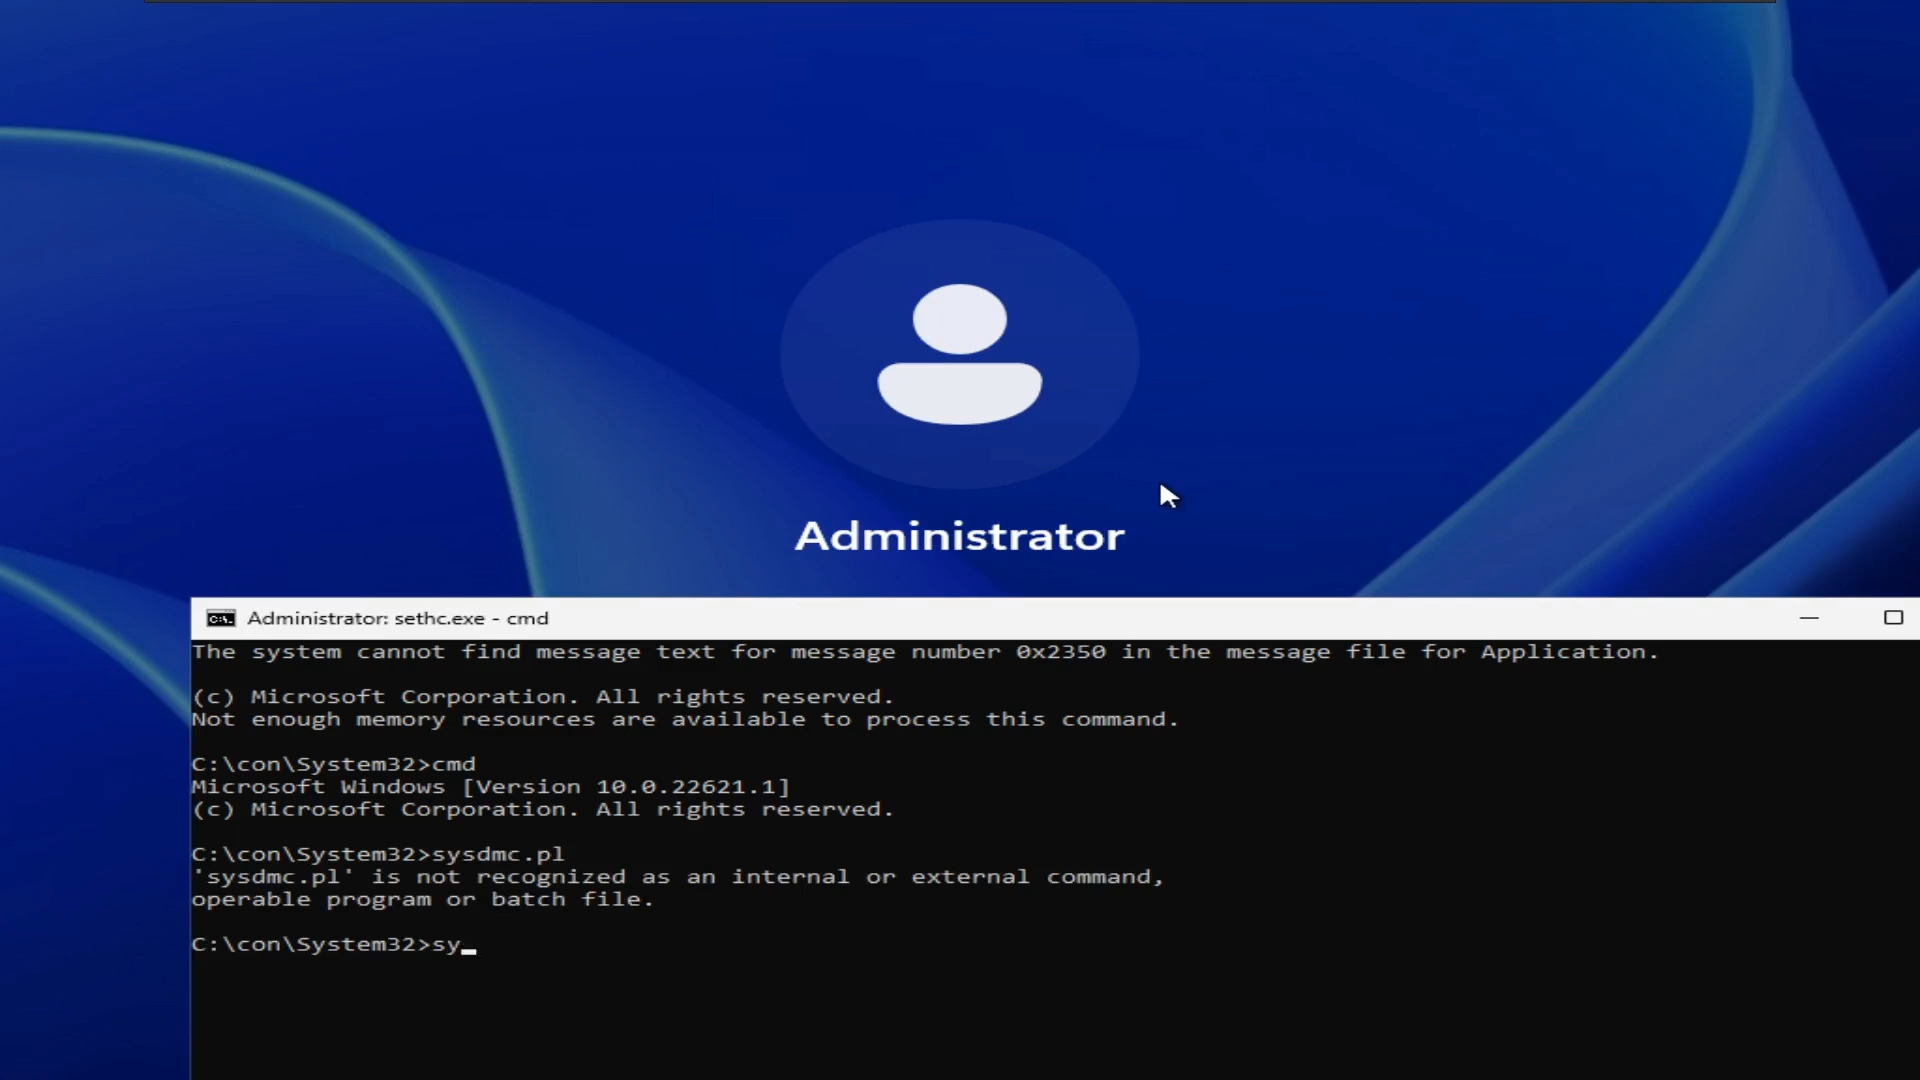 Administrator
Administrator: sethc.exe - cmd
The system cannot find message text for message number 0x2350 in the message file for Application.
(c) Microsoft Corporation. All rights reserved.
Not enough memory resources are available to process this command.
C:\con\System32>cmd
Microsoft Windows [Version 10.0.22621.1]
(c) Microsoft Corporation. All rights reserved.
C:\con\System32>sysdmc.pl
'sysdmc.pl' is not recognized as an internal or external command,
operable program or batch file.
C:\con\System32>sy_